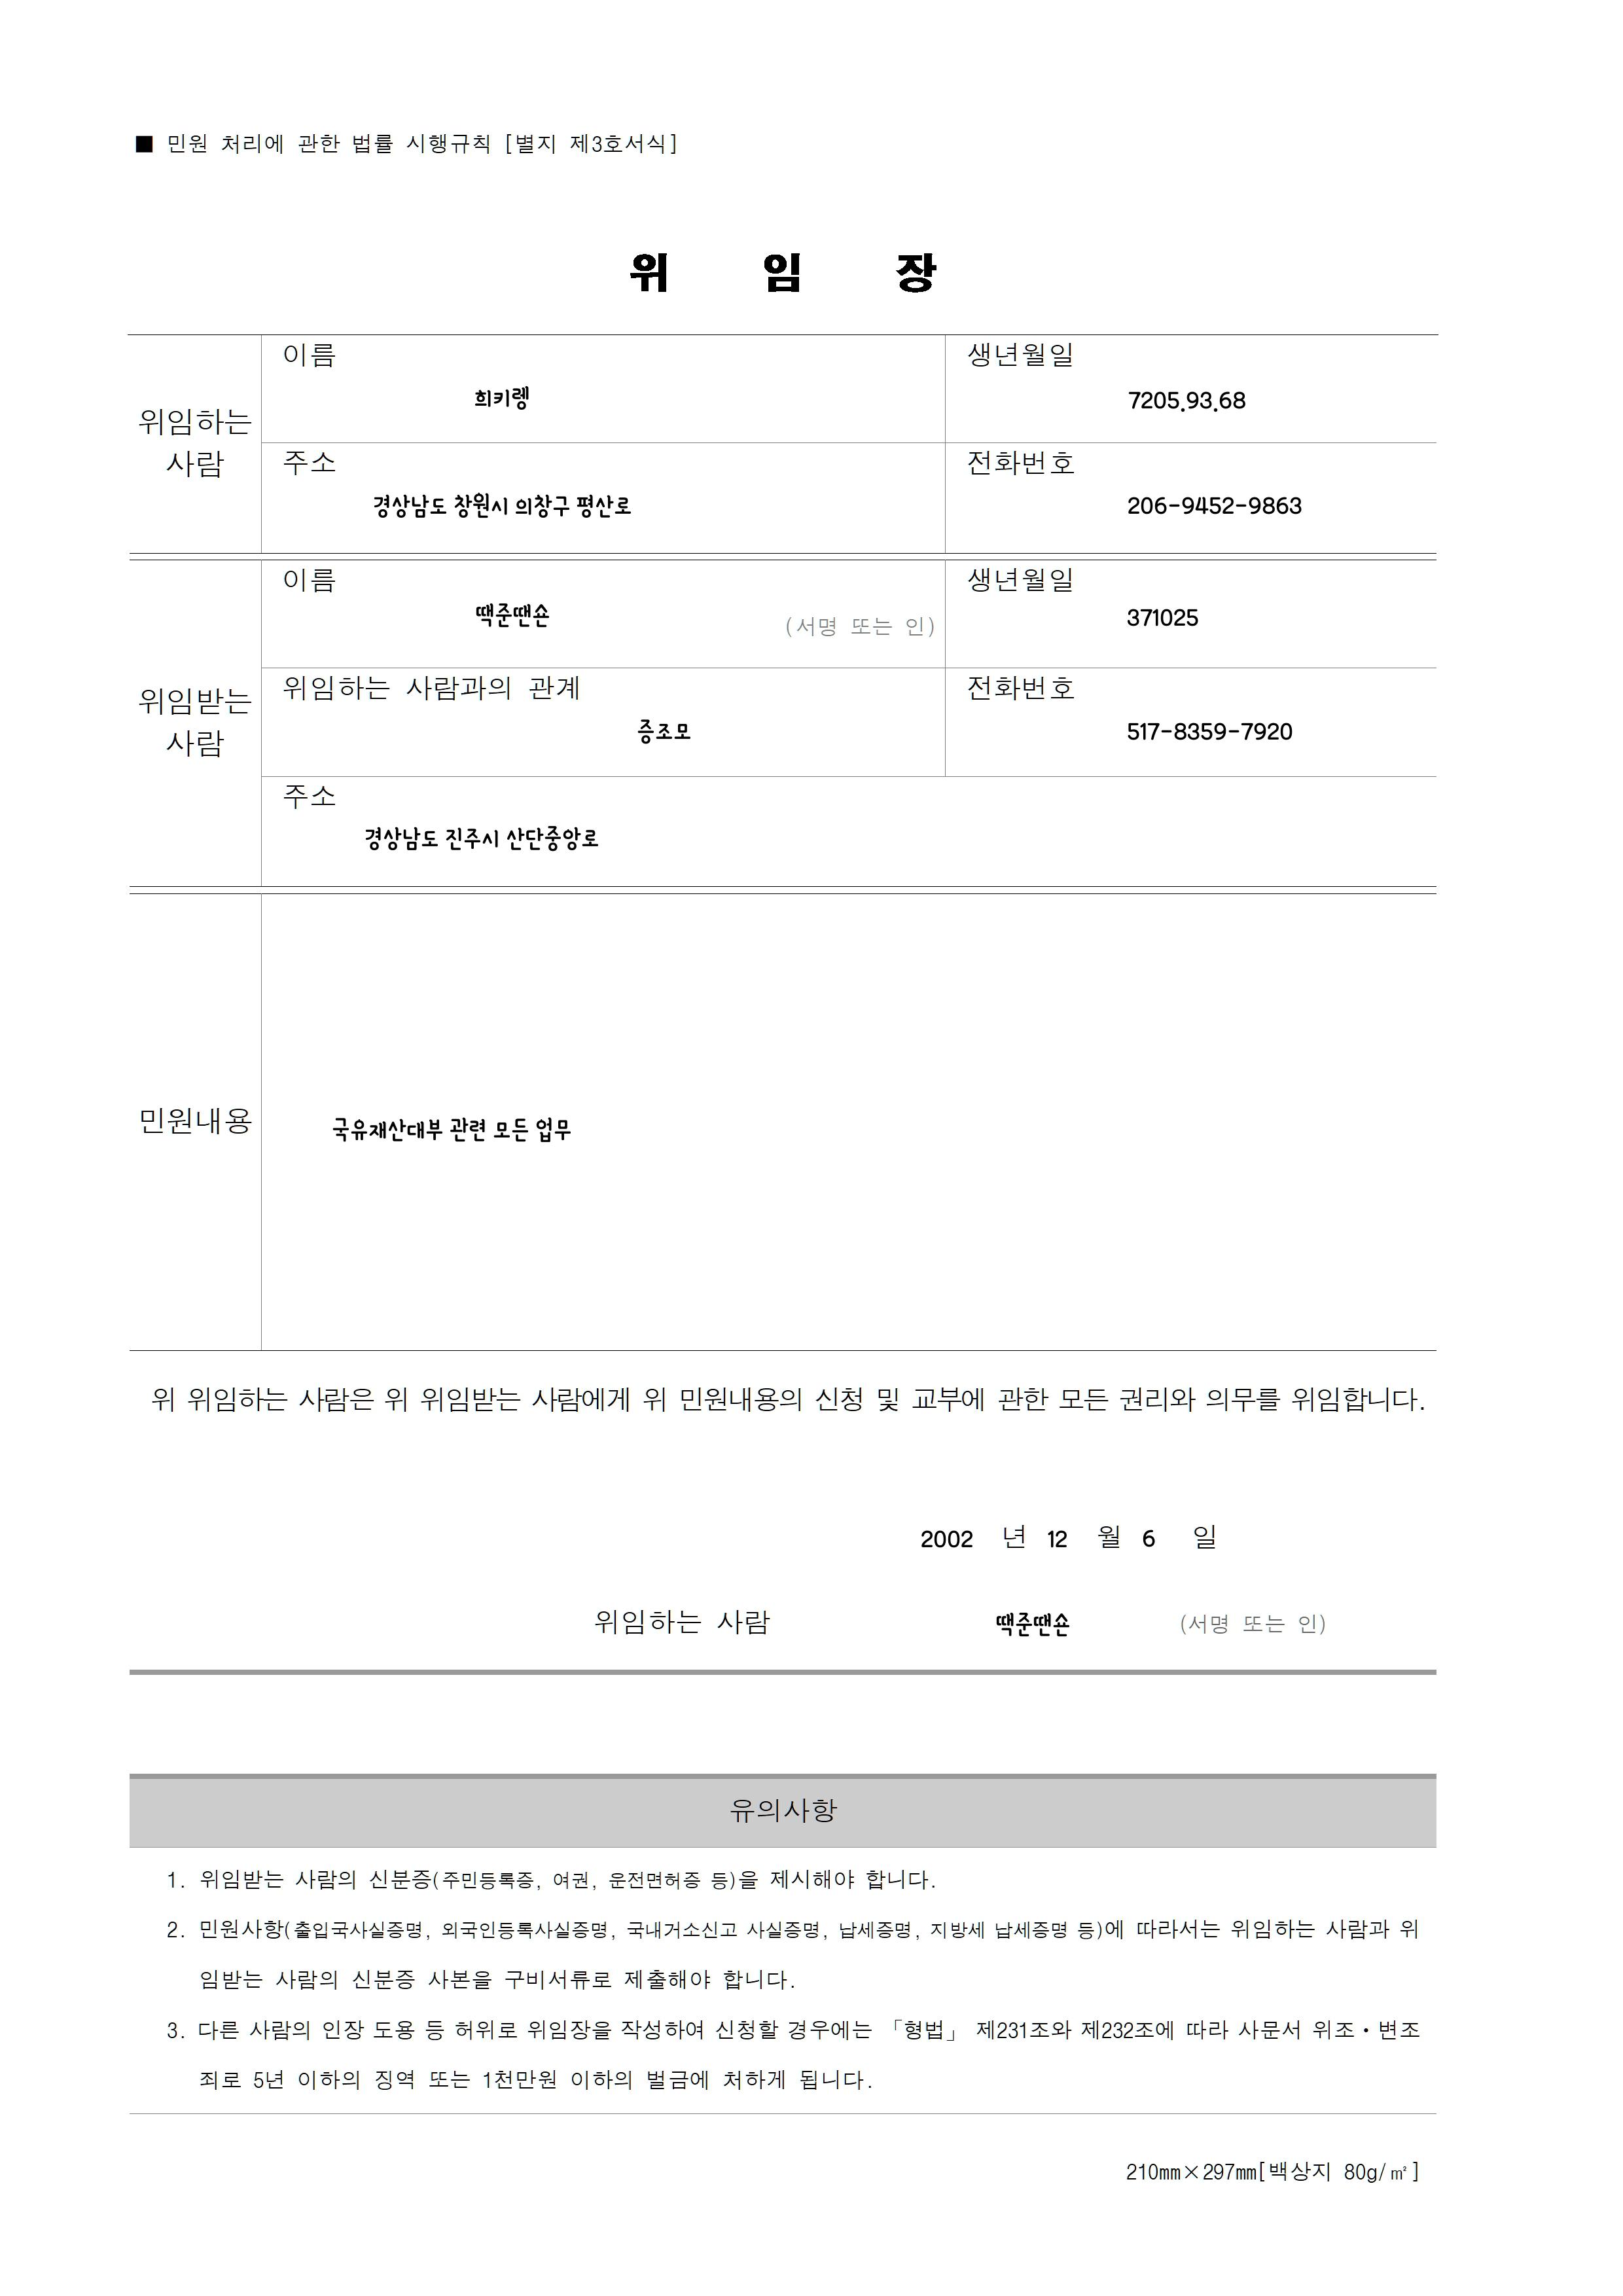 ■ 민원 처리에 관한 법률 시행규칙 [별지 제3호서식]
위 임 장
위임하는 사람
이름
희키렝
생년월일
7205.93.68
주소
경상남도 창원시 의창구 평산로
전화번호
206-9452-9863
위임받는 사람
이름
땍준땐숀
(서명 또는 인)
생년월일
371025
위임하는 사람과의 관계
증조모
전화번호
517-8359-7920
주소
경상남도 진주시 산단중앙로
민원내용
국유재산대부 관련 모든 업무
위 위임하는 사람은 위 위임받는 사람에게 위 민원내용의 신청 및 교부에 관한 모든 권리와 의무를 위임합니다.
2002 년 12 월 6 일
위임하는 사람 땍준땐숀 (서명 또는 인)
유의사항
1. 위임받는 사람의 신분증(주민등록증, 여권, 운전면허증 등)을 제시해야 합니다.
2. 민원사항(출입국사실증명, 외국인등록사실증명, 국내거소신고 사실증명, 납세증명, 지방세 납세증명 등)에 따라서는 위임하는 사람과 위
임받는 사람의 신분증 사본을 구비서류로 제출해야 합니다.
3. 다른 사람의 인장 도용 등 허위로 위임장을 작성하여 신청할 경우에는 「형법」 제231조와 제232조에 따라 사문서 위조·변조
죄로 5년 이하의 징역 또는 1천만원 이하의 벌금에 처하게 됩니다.
210㎜×297㎜[백상지 80g/㎡]